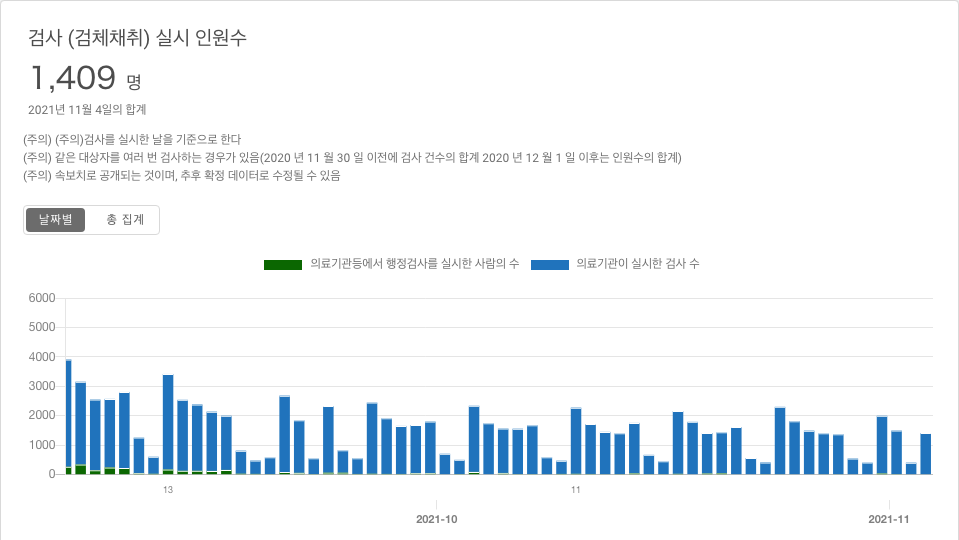 검사 (검체채취) 실시 인원수
1,409 명
2021년 11월 4일의 합계
(주의) (주의)검사를 실시한 날을 기준으로 한다
(주의) 같은 대상자를 여러 번 검사하는 경우가 있음(2020 년 11 월 30 일 이전에 검사 건수의 합계 2020 년 12 월 1 일 이후는 인원수의 합계)
(주의) 속보치로 공개되는 것이며, 추후 확정 데이터로 수정될 수 있음
날짜별 총 집계
의료기관등에서 행정검사를 실시한 사람의 수 의료기관이 실시한 검사 수
6000
5000
4000
3000
2000
1000
0
13 11
2021-10 2021-11